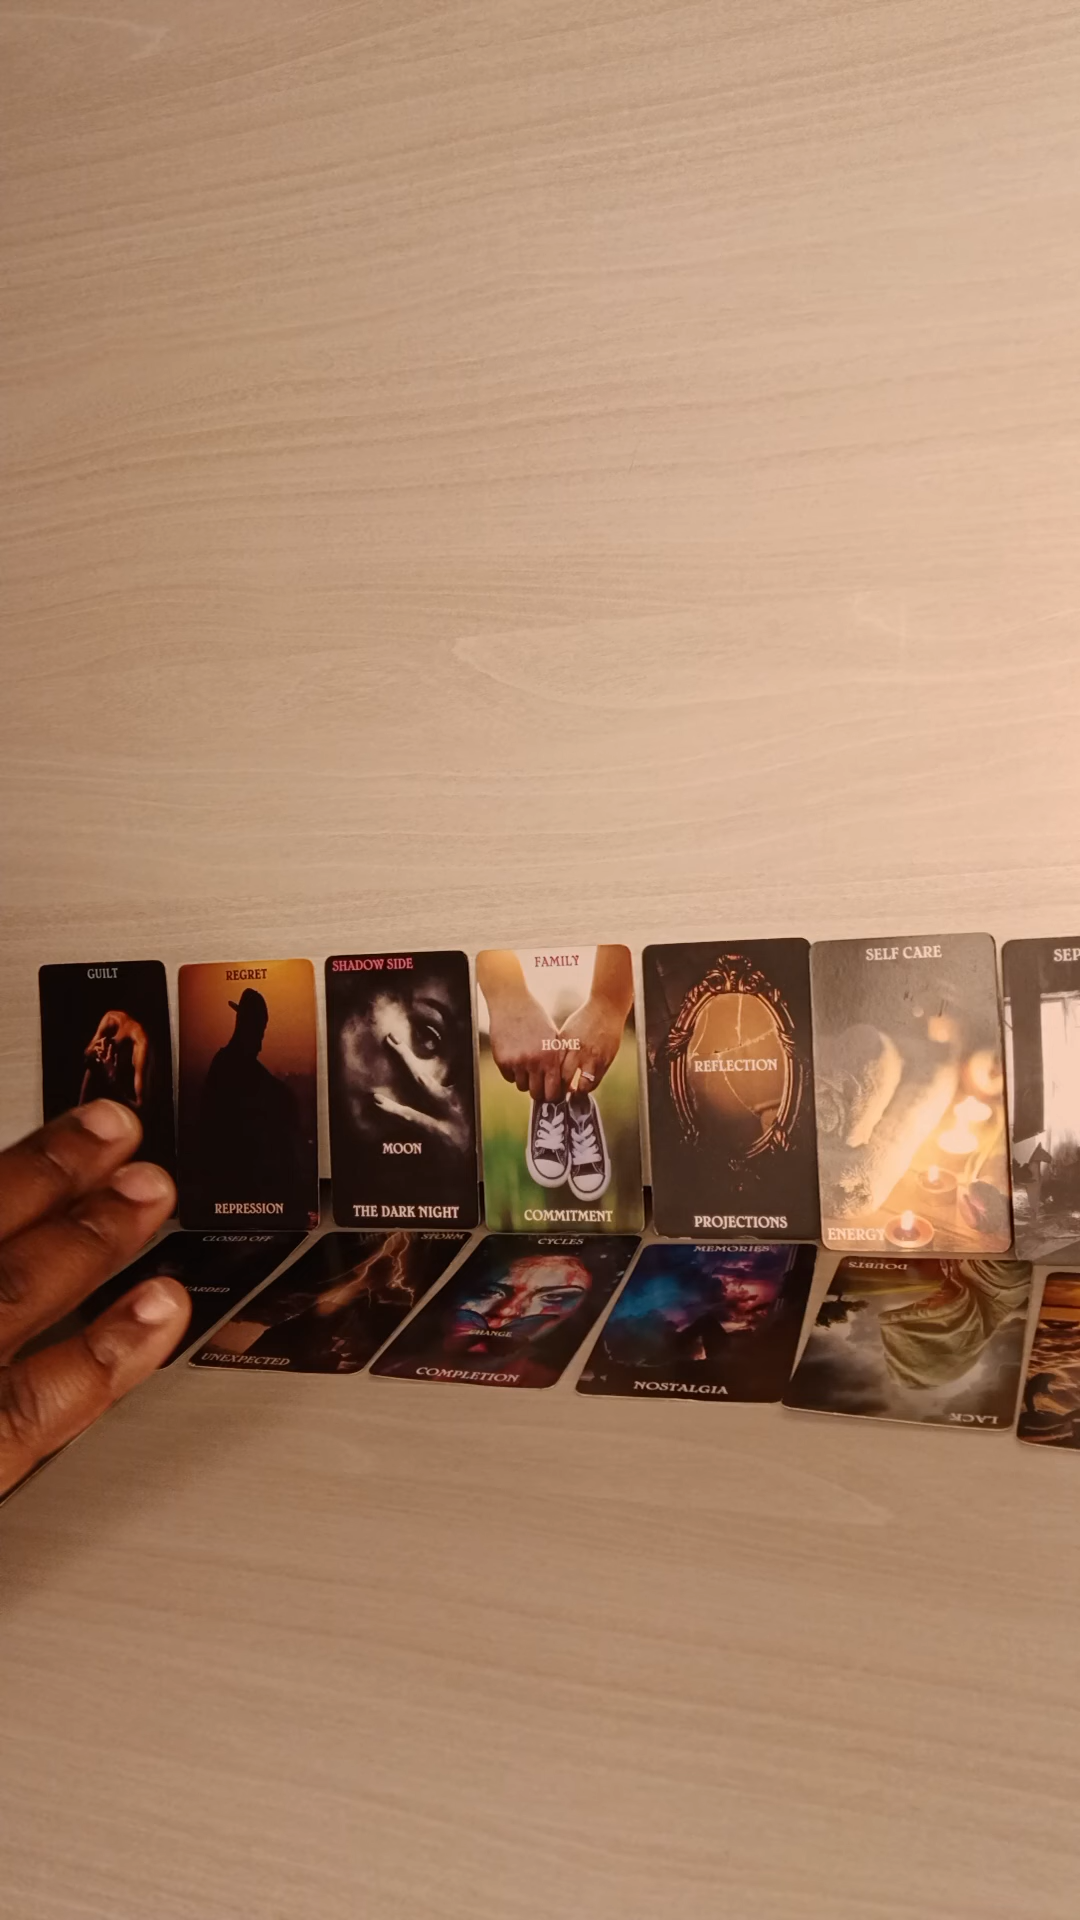 GUILT
REGRET
REPRESSION
SHADOW SIDE
MOON
THE DARK NIGHT
FAMILY
HOME
COMMITMENT
REFLECTION
PROJECTIONS
SELF CARE
ENERGY
CLOSED OFF
STORM
UNEXPECTED
CYCLES
CHANGE
COMPLETION
MEMORIES
NOSTALGIA
DOUBTS
LACK